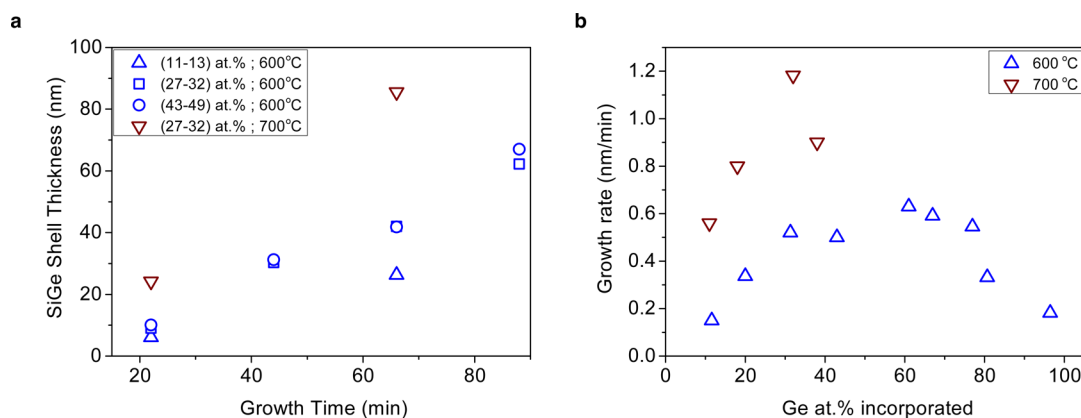 a
SiGe Shell Thickness (nm)
100
80
60
40
20
0
(11-13) at.% ; 600°C
(27-32) at.% ; 600°C
(43-49) at.% ; 600°C
(27-32) at.% ; 700°C
20 40 60 80
Growth Time (min)
b
Growth rate (nm/min)
1.2
1.0
0.8
0.6
0.4
0.2
0.0
600 °C
700 °C
0 20 40 60 80 100
Ge at.% incorporated